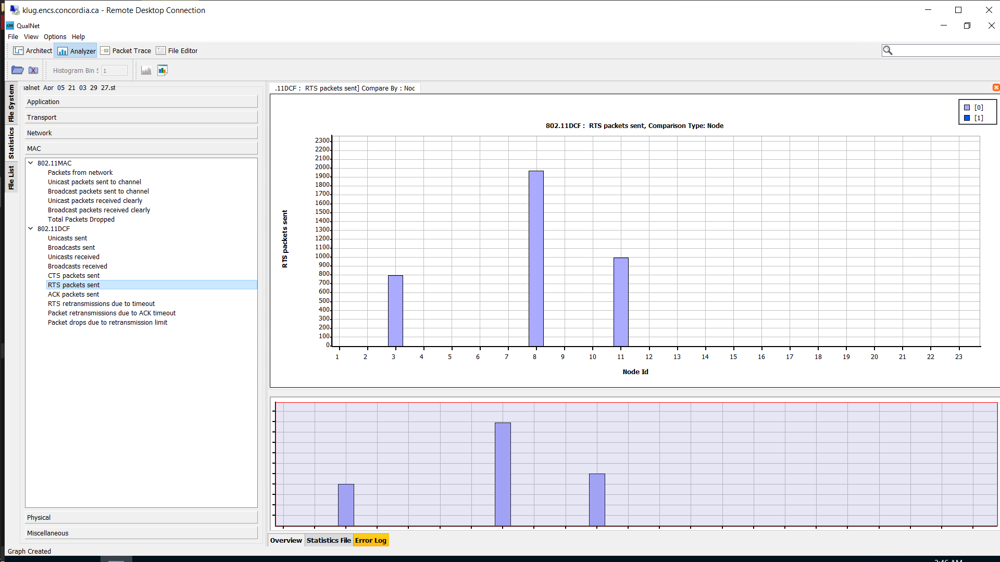 klug.encs.concordia.ca - Remote Desktop Connection
QN QualNet
File View Options Help
Architect Analyzer Packet Trace File Editor
Histogram Bin S 1
File System
Statistics
File List
alnet Apr 05 21 03 29 27.st
Application
Transport
Network
MAC
802.11MAC
Packets from network
Unicast packets sent to channel
Broadcast packets sent to channel
Unicast packets received clearly
Broadcast packets received clearly
Total Packets Dropped
802.11DCF
Unicasts sent
Broadcasts sent
Unicasts received
Broadcasts received
CTS packets sent
RTS packets sent
ACK packets sent
RTS retransmissions due to timeout
Packet retransmissions due to ACK timeout
Packet drops due to retransmission limit
Physical
Miscellaneous
.11DCF : RTS packets sent] Compare By : Noc
[0]
[1]
802.11DCF : RTS packets sent, Comparison Type: Node
RTS packets sent
2300
2200
2100
2000
1900
1800
1700
1600
1500
1400
1300
1200
1100
1000
900
800
700
600
500
400
300
200
100
0
1 2 3 4 5 6 7 8 9 10 11 12 13 14 15 16 17 18 19 20 21 22 23
Node Id
Overview Statistics File Error Log
Graph Created